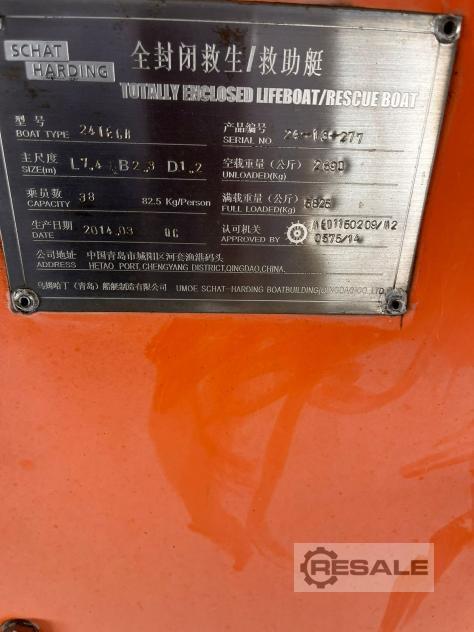 SCHAT HARDING
全封闭救生/救助艇
TOTALLY ENCLOSED LIFEBOAT/RESCUE BOAT
型号
BOAT TYPE
产品编号
SERIAL NO
主尺度 L7.4 B2.3 D1.2
SIZE(m)
空载重量(公斤)
UNLOADED(Kg)
乘员数 38
CAPACITY 82.5 Kg/Person
满载重量(公斤)
FULL LOADED(Kg)
生产日期 2014.03 QC
DATE
认可机关
APPROVED BY 0575/14
公司地址 中国青岛市城阳区河套渔港码头
ADDRESS HETAO PORT,CHENGYANG DISTRICT,QINGDAO,CHINA.
乌姆哈丁(青岛)船艇制造有限公司 UMOE SCHAT-HARDING BOATBUILDING(QINGDAO)CO.,LTD.
RESALE